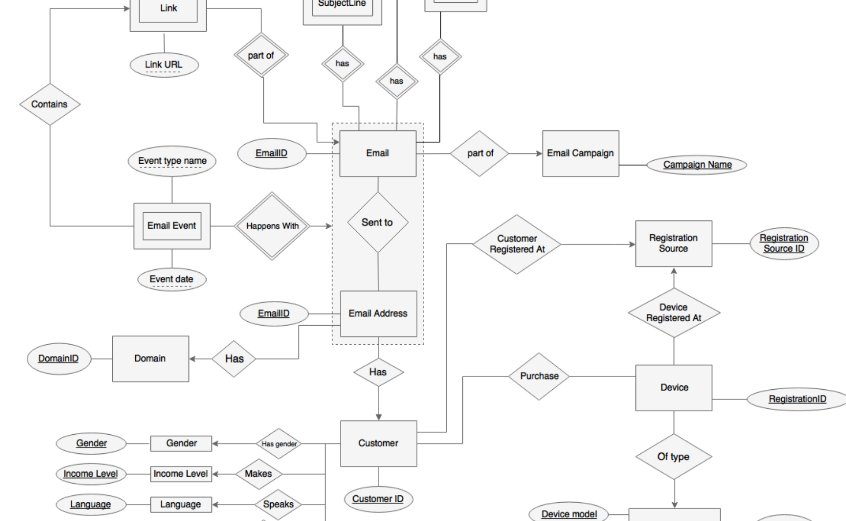 Link
SubjectLine
part of
has
has
has
Link URL
Contains
Event type name
EmailID
Email
part of
Email Campaign
Campaign Name
Email Event
Happens With
Sent to
Customer
Registered At
Registration
Source
Registration
Source ID
Event date
EmailID
Email Address
Device
Registered At
DomainID
Domain
Has
Has
Purchase
Device
RegistrationID
Gender
Gender
Has gender
Customer
Of type
Income Level
Income Level
Makes
Customer ID
Language
Language
Speaks
Device model